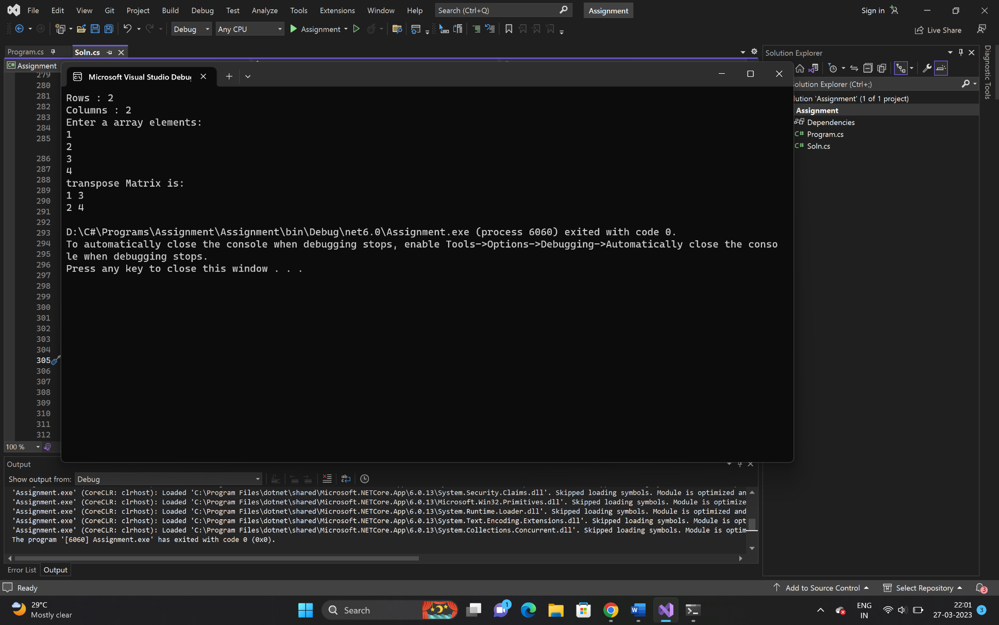 File Edit View Git Project Build Debug Test Analyze Tools Extensions Window Help Search (Ctrl+Q) Assignment Sign in
Debug Any CPU Assignment Live Share
Program.cs Soln.cs
Assignment
Solution Explorer
Diagnostic Tools
Microsoft Visual Studio Debug
olution Explorer (Ctrl+;)
lution 'Assignment' (1 of 1 project)
Assignment
Dependencies
Program.cs
Soln.cs
279
280
281
282
283
284
285
286
287
288
289
290
291
292
293
294
295
296
297
298
299
300
301
302
303
304
305
306
307
308
309
310
311
312
Rows : 2
Columns : 2
Enter a array elements:
1
2
3
4
transpose Matrix is:
1 3
2 4
D:\C#\Programs\Assignment\Assignment\bin\Debug\net6.0\Assignment.exe (process 6060) exited with code 0.
To automatically close the console when debugging stops, enable Tools->Options->Debugging->Automatically close the conso
le when debugging stops.
Press any key to close this window . . .
100 %
Output
Show output from: Debug
'Assignment.exe' (CoreCLR: clrhost): Loaded 'C:\Program Files\dotnet\shared\Microsoft.NETCore.App\6.0.13\System.Security.Claims.dll'. Skipped loading symbols. Module is optimized an
'Assignment.exe' (CoreCLR: clrhost): Loaded 'C:\Program Files\dotnet\shared\Microsoft.NETCore.App\6.0.13\Microsoft.Win32.Primitives.dll'. Skipped loading symbols. Module is optimize
'Assignment.exe' (CoreCLR: clrhost): Loaded 'C:\Program Files\dotnet\shared\Microsoft.NETCore.App\6.0.13\System.Runtime.Loader.dll'. Skipped loading symbols. Module is optimized and
'Assignment.exe' (CoreCLR: clrhost): Loaded 'C:\Program Files\dotnet\shared\Microsoft.NETCore.App\6.0.13\System.Text.Encoding.Extensions.dll'. Skipped loading symbols. Module is opt
'Assignment.exe' (CoreCLR: clrhost): Loaded 'C:\Program Files\dotnet\shared\Microsoft.NETCore.App\6.0.13\System.Collections.Concurrent.dll'. Skipped loading symbols. Module is optim
The program '[6060] Assignment.exe' has exited with code 0 (0x0).
Error List Output
Ready Add to Source Control Select Repository 3
29°C
Mostly clear
Search
1
ENG
IN
22:01
27-03-2023
3